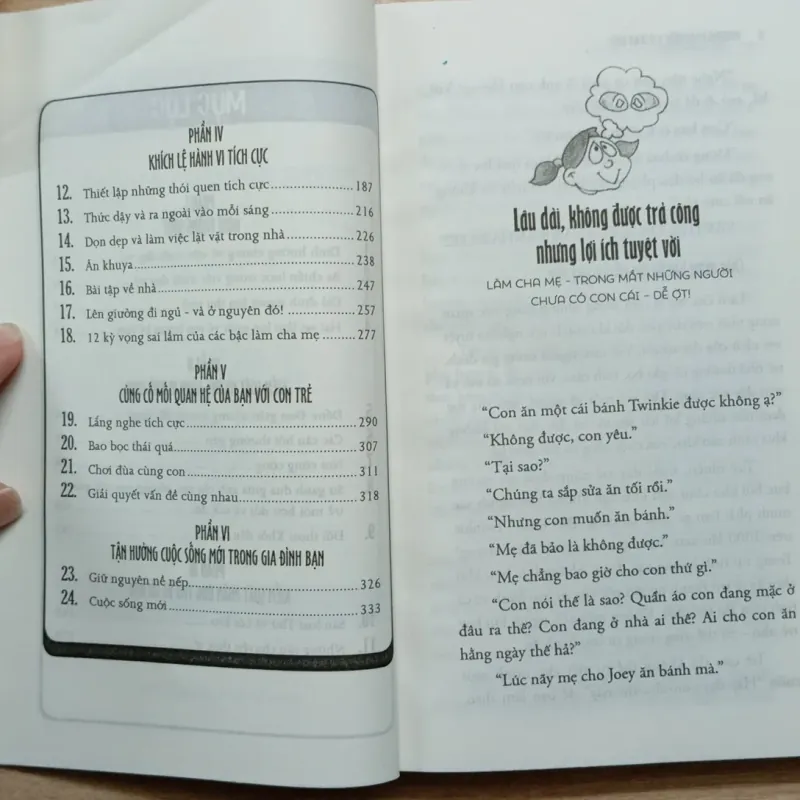 PHẦN IV
KHÍCH LỆ HÀNH VI TÍCH CỰC
12. Thiết lập những thói quen tích cực ........ 187
13. Thức dậy và ra ngoài vào mỗi sáng ........ 216
14. Dọn dẹp và làm việc lặt vặt trong nhà ........ 226
15. Ăn khuya ........ 238
16. Bài tập về nhà ........ 247
17. Lên giường đi ngủ - và ở nguyên đó! ........ 257
18. 12 kỳ vọng sai lầm của các bậc làm cha mẹ ........ 277
PHẦN V
CỦNG CỐ MỐI QUAN HỆ CỦA BẠN VỚI CON TRẺ
19. Lắng nghe tích cực ........ 290
20. Bao bọc thái quá ........ 307
21. Chơi đùa cùng con ........ 311
22. Giải quyết vấn đề cùng nhau ........ 318
PHẦN VI
TẬN HƯỞNG CUỘC SỐNG MỚI TRONG GIA ĐÌNH BẠN
23. Giữ nguyên nề nếp ........ 326
24. Cuộc sống mới ........ 333
Lâu dài, không được trả công
nhưng lợi ích tuyệt vời
LÀM CHA MẸ - TRONG MẮT NHỮNG NGƯỜI
CHƯA CÓ CON CÁI - DỄ ỢT!
“Con ăn một cái bánh Twinkie được không ạ?”
“Không được, con yêu.”
“Tại sao?”
“Chúng ta sắp sửa ăn tối rồi.”
“Nhưng con muốn ăn bánh.”
“Mẹ đã bảo là không được.”
“Mẹ chẳng bao giờ cho con thứ gì.”
“Con nói thế là sao? Quần áo con đang mặc ở
đâu ra thế? Con đang ở nhà ai thế? Ai cho con ăn
hằng ngày thế hả?”
“Lúc nãy mẹ cho Joey ăn bánh mà.”